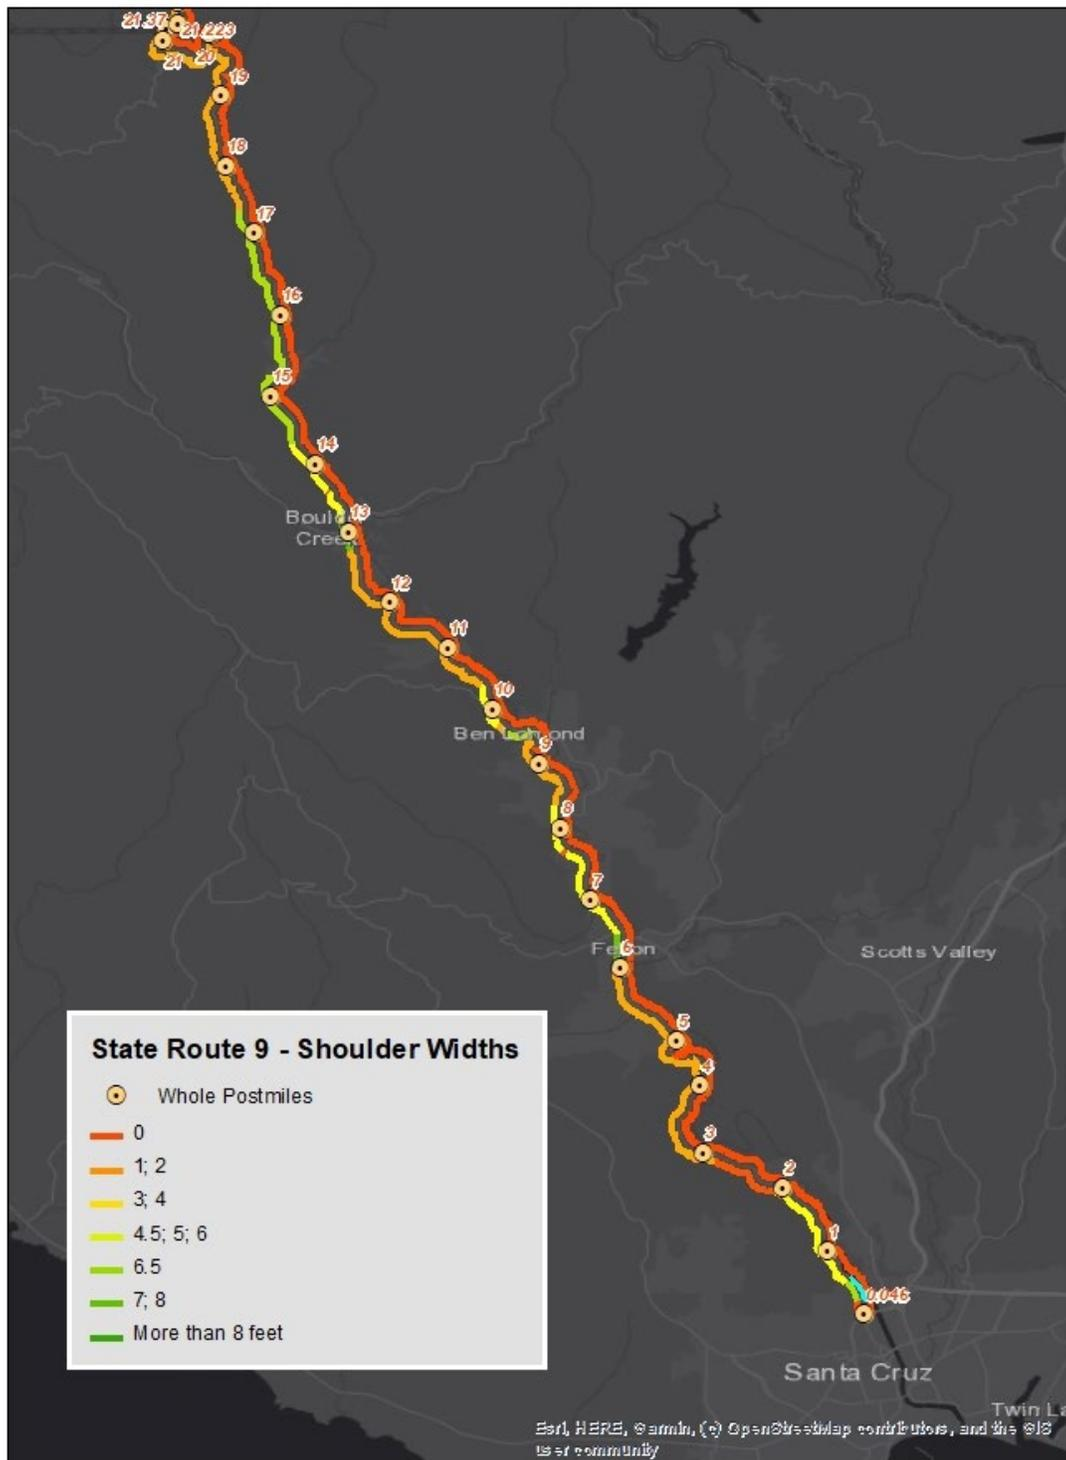 21.37
21.223
21
20
19
18
17
16
15
14
13
Boulder
Creek
12
11
10
Ben Lomond
9
8
7
Felton
6
Scotts Valley
5
4
3
2
1
0.046
State Route 9 - Shoulder Widths
Whole Postmiles
0
1; 2
3; 4
4.5; 5; 6
6.5
7; 8
More than 8 feet
Santa Cruz
Twin La
Esri, HERE, Garmin, (c) OpenStreetMap contributors, and the GIS
user community